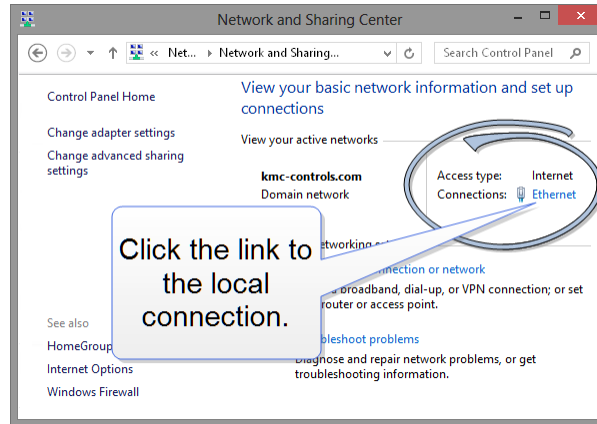 Network and Sharing Center
« Net... Network and Sharing... Search Control Panel
Control Panel Home
Change adapter settings
Change advanced sharing
settings
See also
HomeGroup
Internet Options
Windows Firewall
View your basic network information and set up
connections
View your active networks
kmc-controls.com
Domain network
Access type: Internet
Connections: Ethernet
Click the link to
the local
connection.
or network
broadband, dial-up, or VPN connection; or set
router or access point.
problems
Diagnose and repair network problems, or get
troubleshooting information.